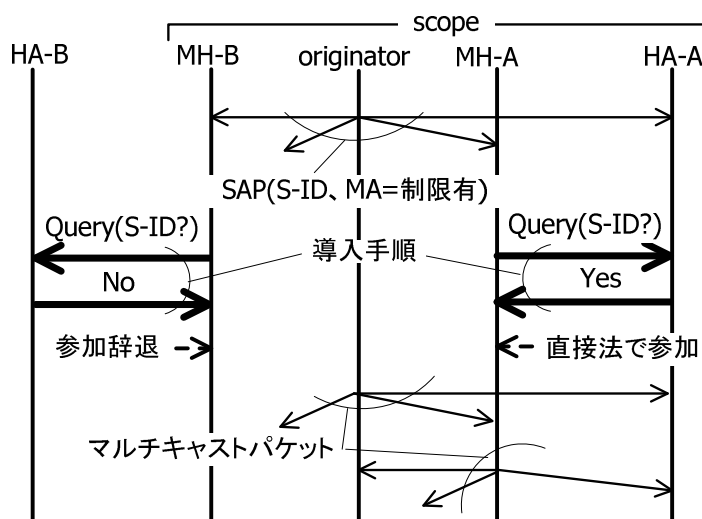 scope
HA-B MH-B originator MH-A HA-A
SAP(S-ID、MA=制限有)
Query(S-ID?) Query(S-ID?)
導入手順
No Yes
参加辞退 直接法で参加
マルチキャストパケット